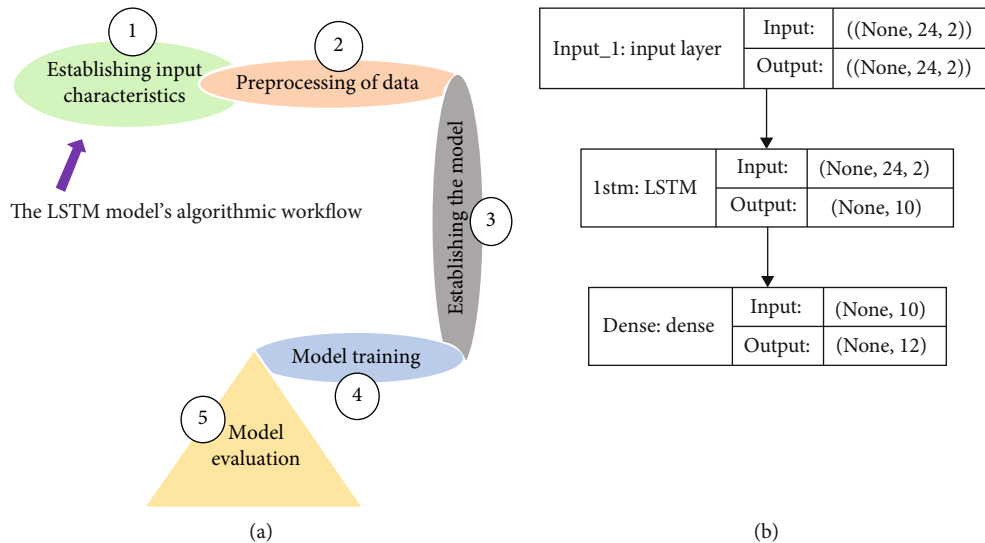 1
Establishing input
characteristics
2
Preprocessing of data
The LSTM model's algorithmic workflow
Establishing the model
3
Model training
4
5
Model
evaluation
(a)
Input_1: input layer
Input: ((None, 24, 2))
Output: ((None, 24, 2))
1stm: LSTM
Input: (None, 24, 2)
Output: (None, 10)
Dense: dense
Input: (None, 10)
Output: (None, 12)
(b)